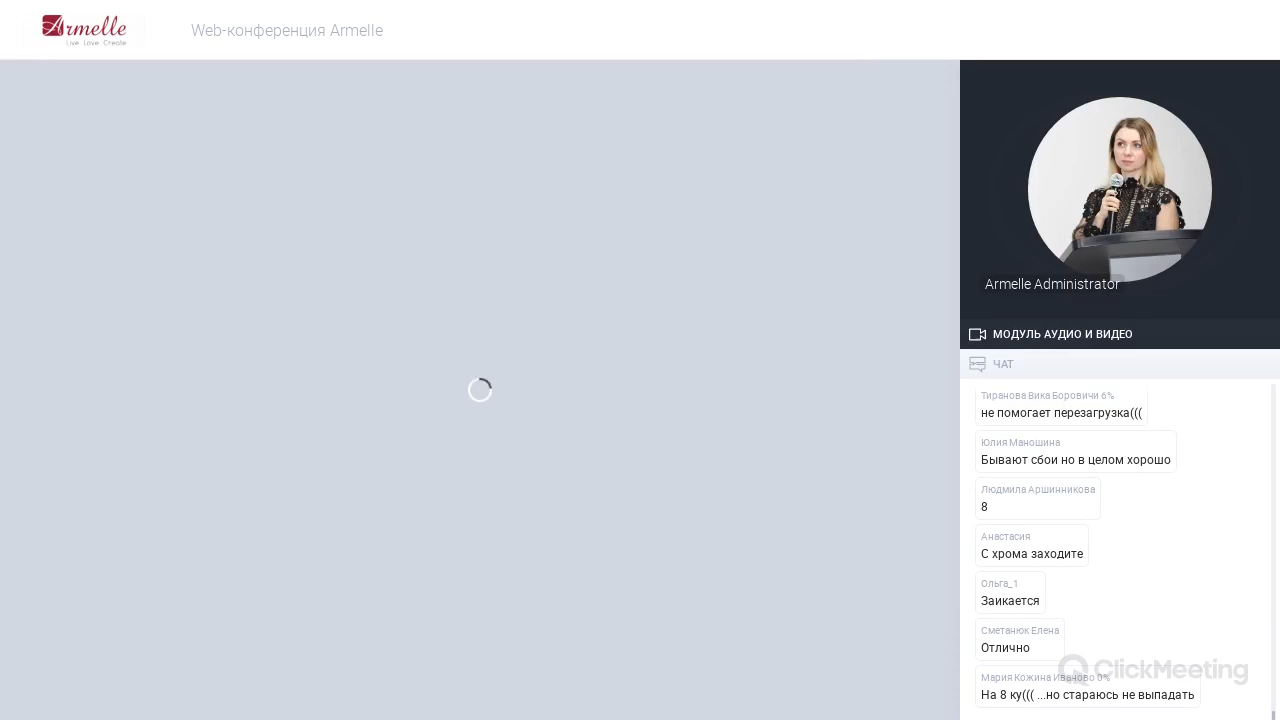 Armelle
Live Love Create
Web-конференция Armelle
Armelle Administrator
МОДУЛЬ АУДИО И ВИДЕО
ЧАТ
Тиранова Вика Боровичи 6%
не помогает перезагрузка(((
Юлия Маношина
Бывают сбои но в целом хорошо
Людмила Аршинникова
8
Анастасия
С хрома заходите
Ольга_1
Заикается
Сметанюк Елена
Отлично
ClickMeeting
Мария Кожина Иваново 0%
На 8 ку((( ...но стараюсь не выпадать